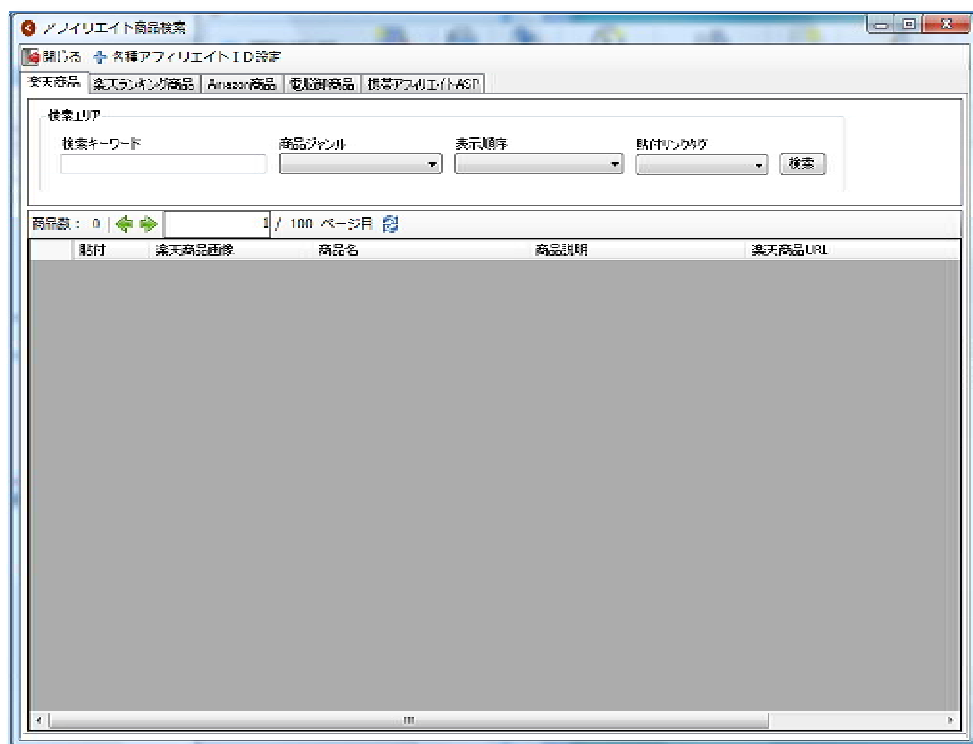 アフィリエイト商品検索
閉じる 各種アフィリエイトID設定
楽天商品 楽天ランキング商品 Amazon商品 電脳卸商品 携帯アフィリエイトASP
検索エリア
検索キーワード 商品ジャンル 表示順序 貼付リンクタグ
検索
商品数: 0 1 / 100 ページ目
貼付 楽天商品画像 商品名 商品説明 楽天商品URL